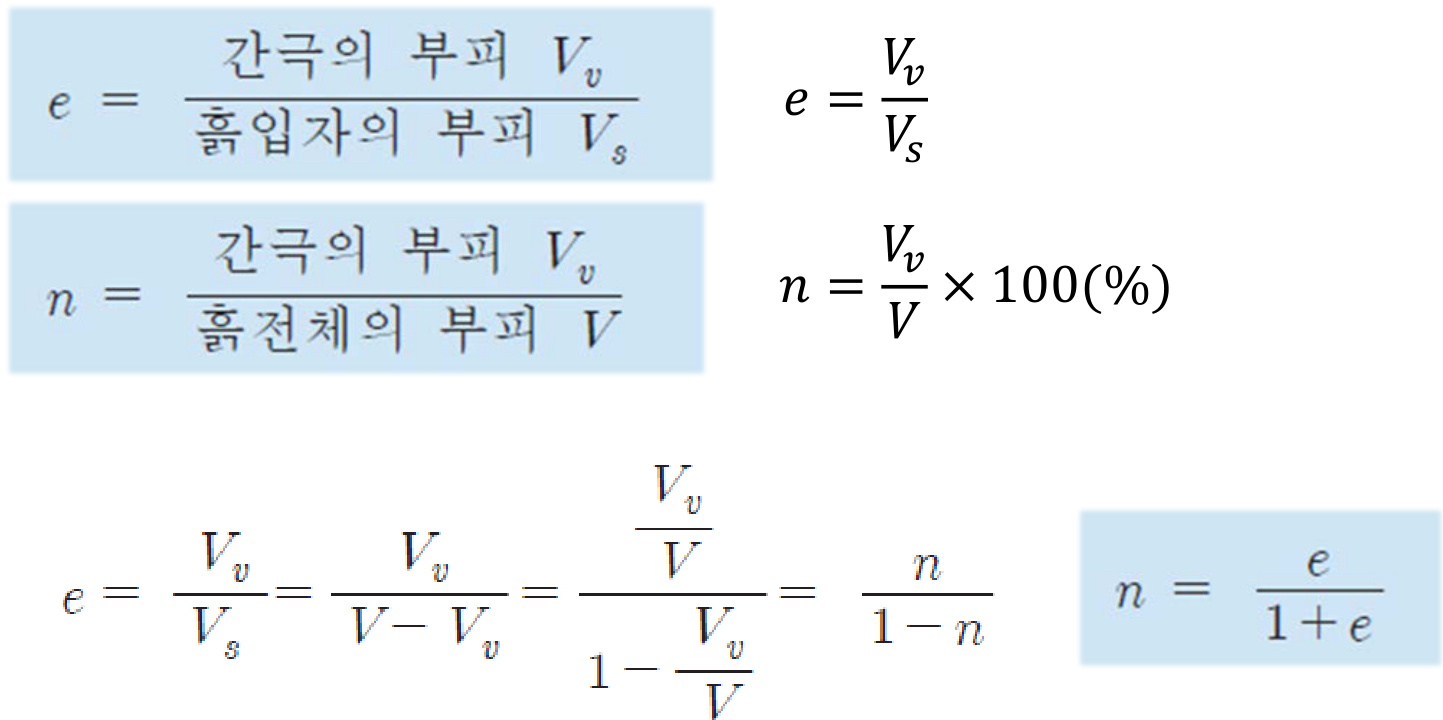 e = 간극의 부피 V_v / 흙입자의 부피 V_s
e = V_v / V_s
n = 간극의 부피 V_v / 흙전체의 부피 V
n = V_v / V × 100(%)
e = V_v / V_s = V_v / (V − V_v) = (V_v / V) / (1 − V_v / V) = n / (1 − n)
n = e / (1 + e)